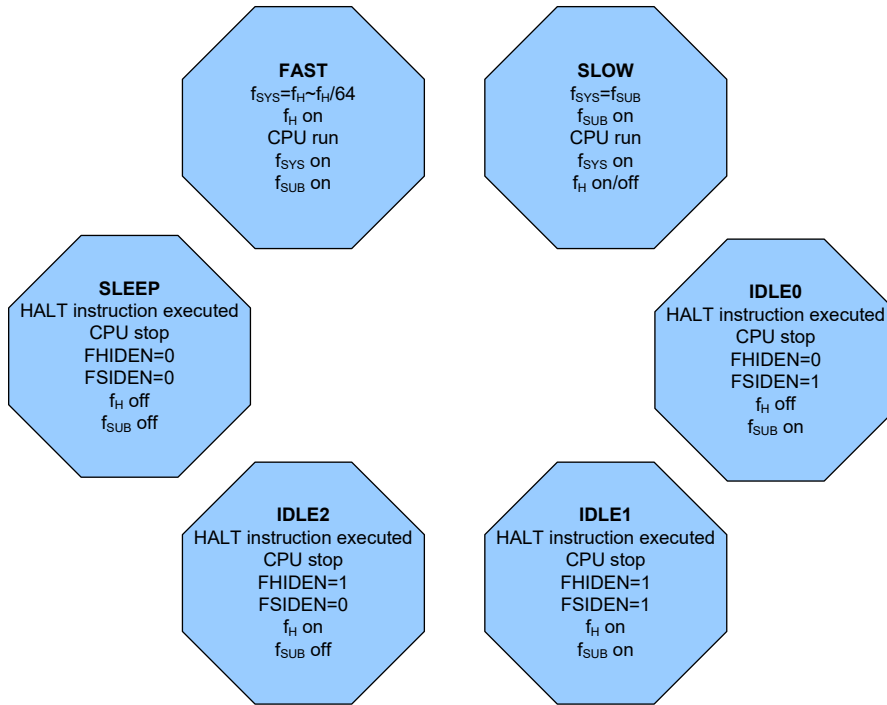 FAST
fSYS=fH~fH/64
fH on
CPU run
fSYS on
fSUB on
SLOW
fSYS=fSUB
fSUB on
CPU run
fSYS on
fH on/off
SLEEP
HALT instruction executed
CPU stop
FHIDEN=0
FSIDEN=0
fH off
fSUB off
IDLE0
HALT instruction executed
CPU stop
FHIDEN=0
FSIDEN=1
fH off
fSUB on
IDLE2
HALT instruction executed
CPU stop
FHIDEN=1
FSIDEN=0
fH on
fSUB off
IDLE1
HALT instruction executed
CPU stop
FHIDEN=1
FSIDEN=1
fH on
fSUB on